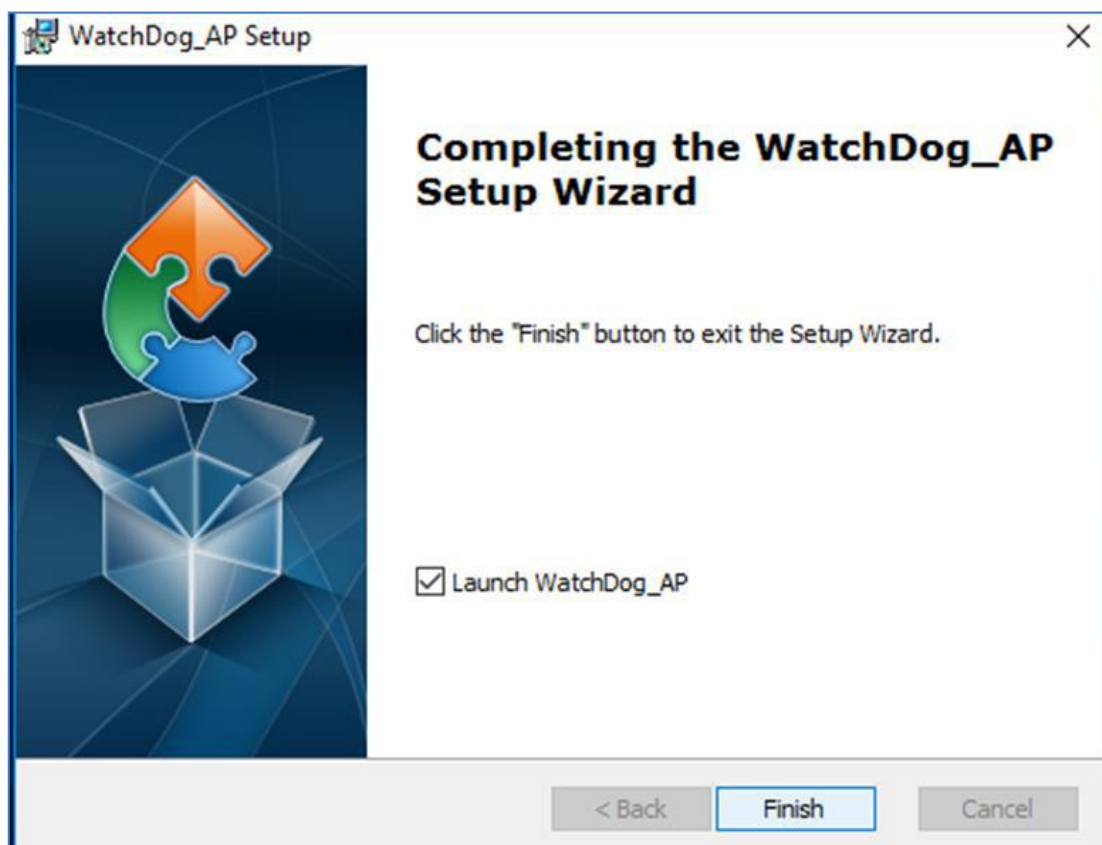 WatchDog_AP Setup
Completing the WatchDog_AP
Setup Wizard
Click the "Finish" button to exit the Setup Wizard.
Launch WatchDog_AP
< Back
Finish
Cancel